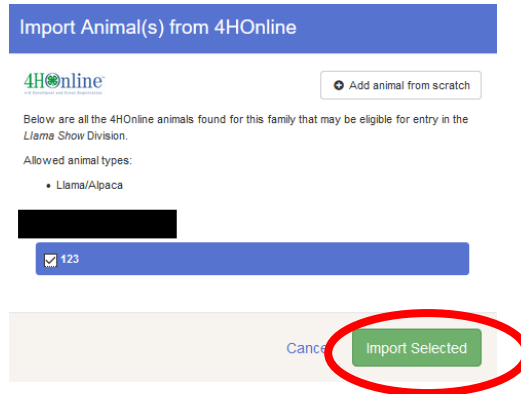 Import Animal(s) from 4HOnline
4HOnline
Add animal from scratch
Below are all the 4HOnline animals found for this family that may be eligible for entry in the
Llama Show Division.
Allowed animal types:
• Llama/Alpaca
123
Import Selected